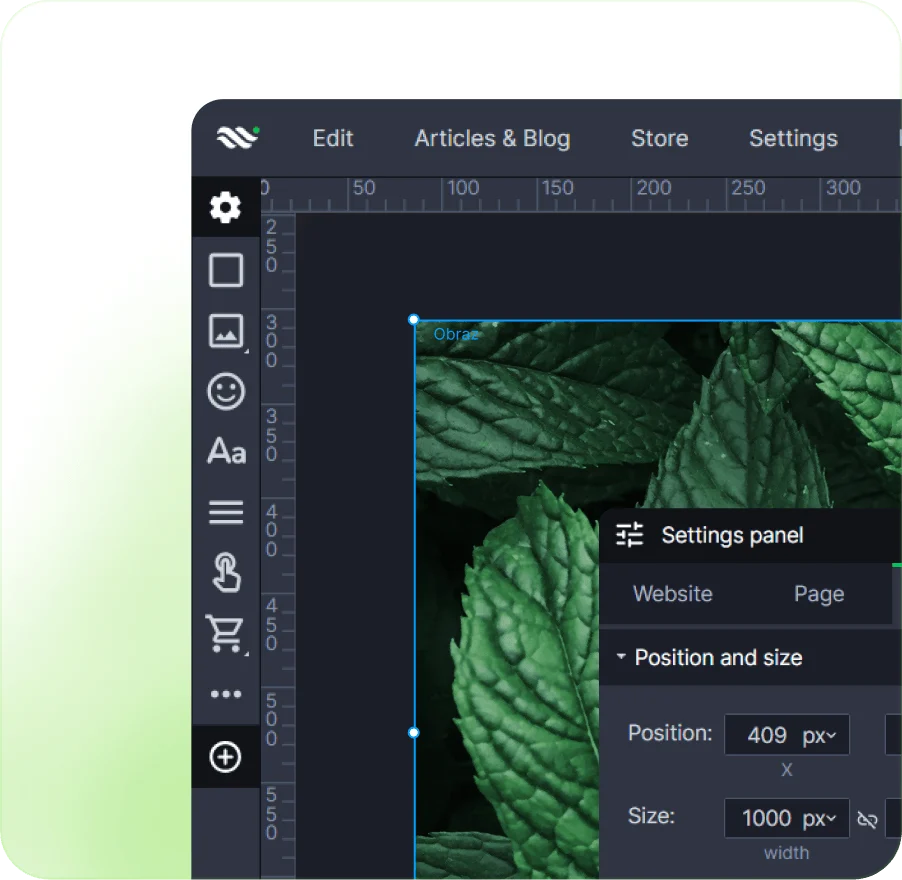 Edit Articles & Blog Store Settings
0 50 100 150 200 250 300
250
300
Obraz
350
Aa
400
Settings panel
Website Page
450
Position and size
500
Position: 409 px
X
550
Size: 1000 px
width